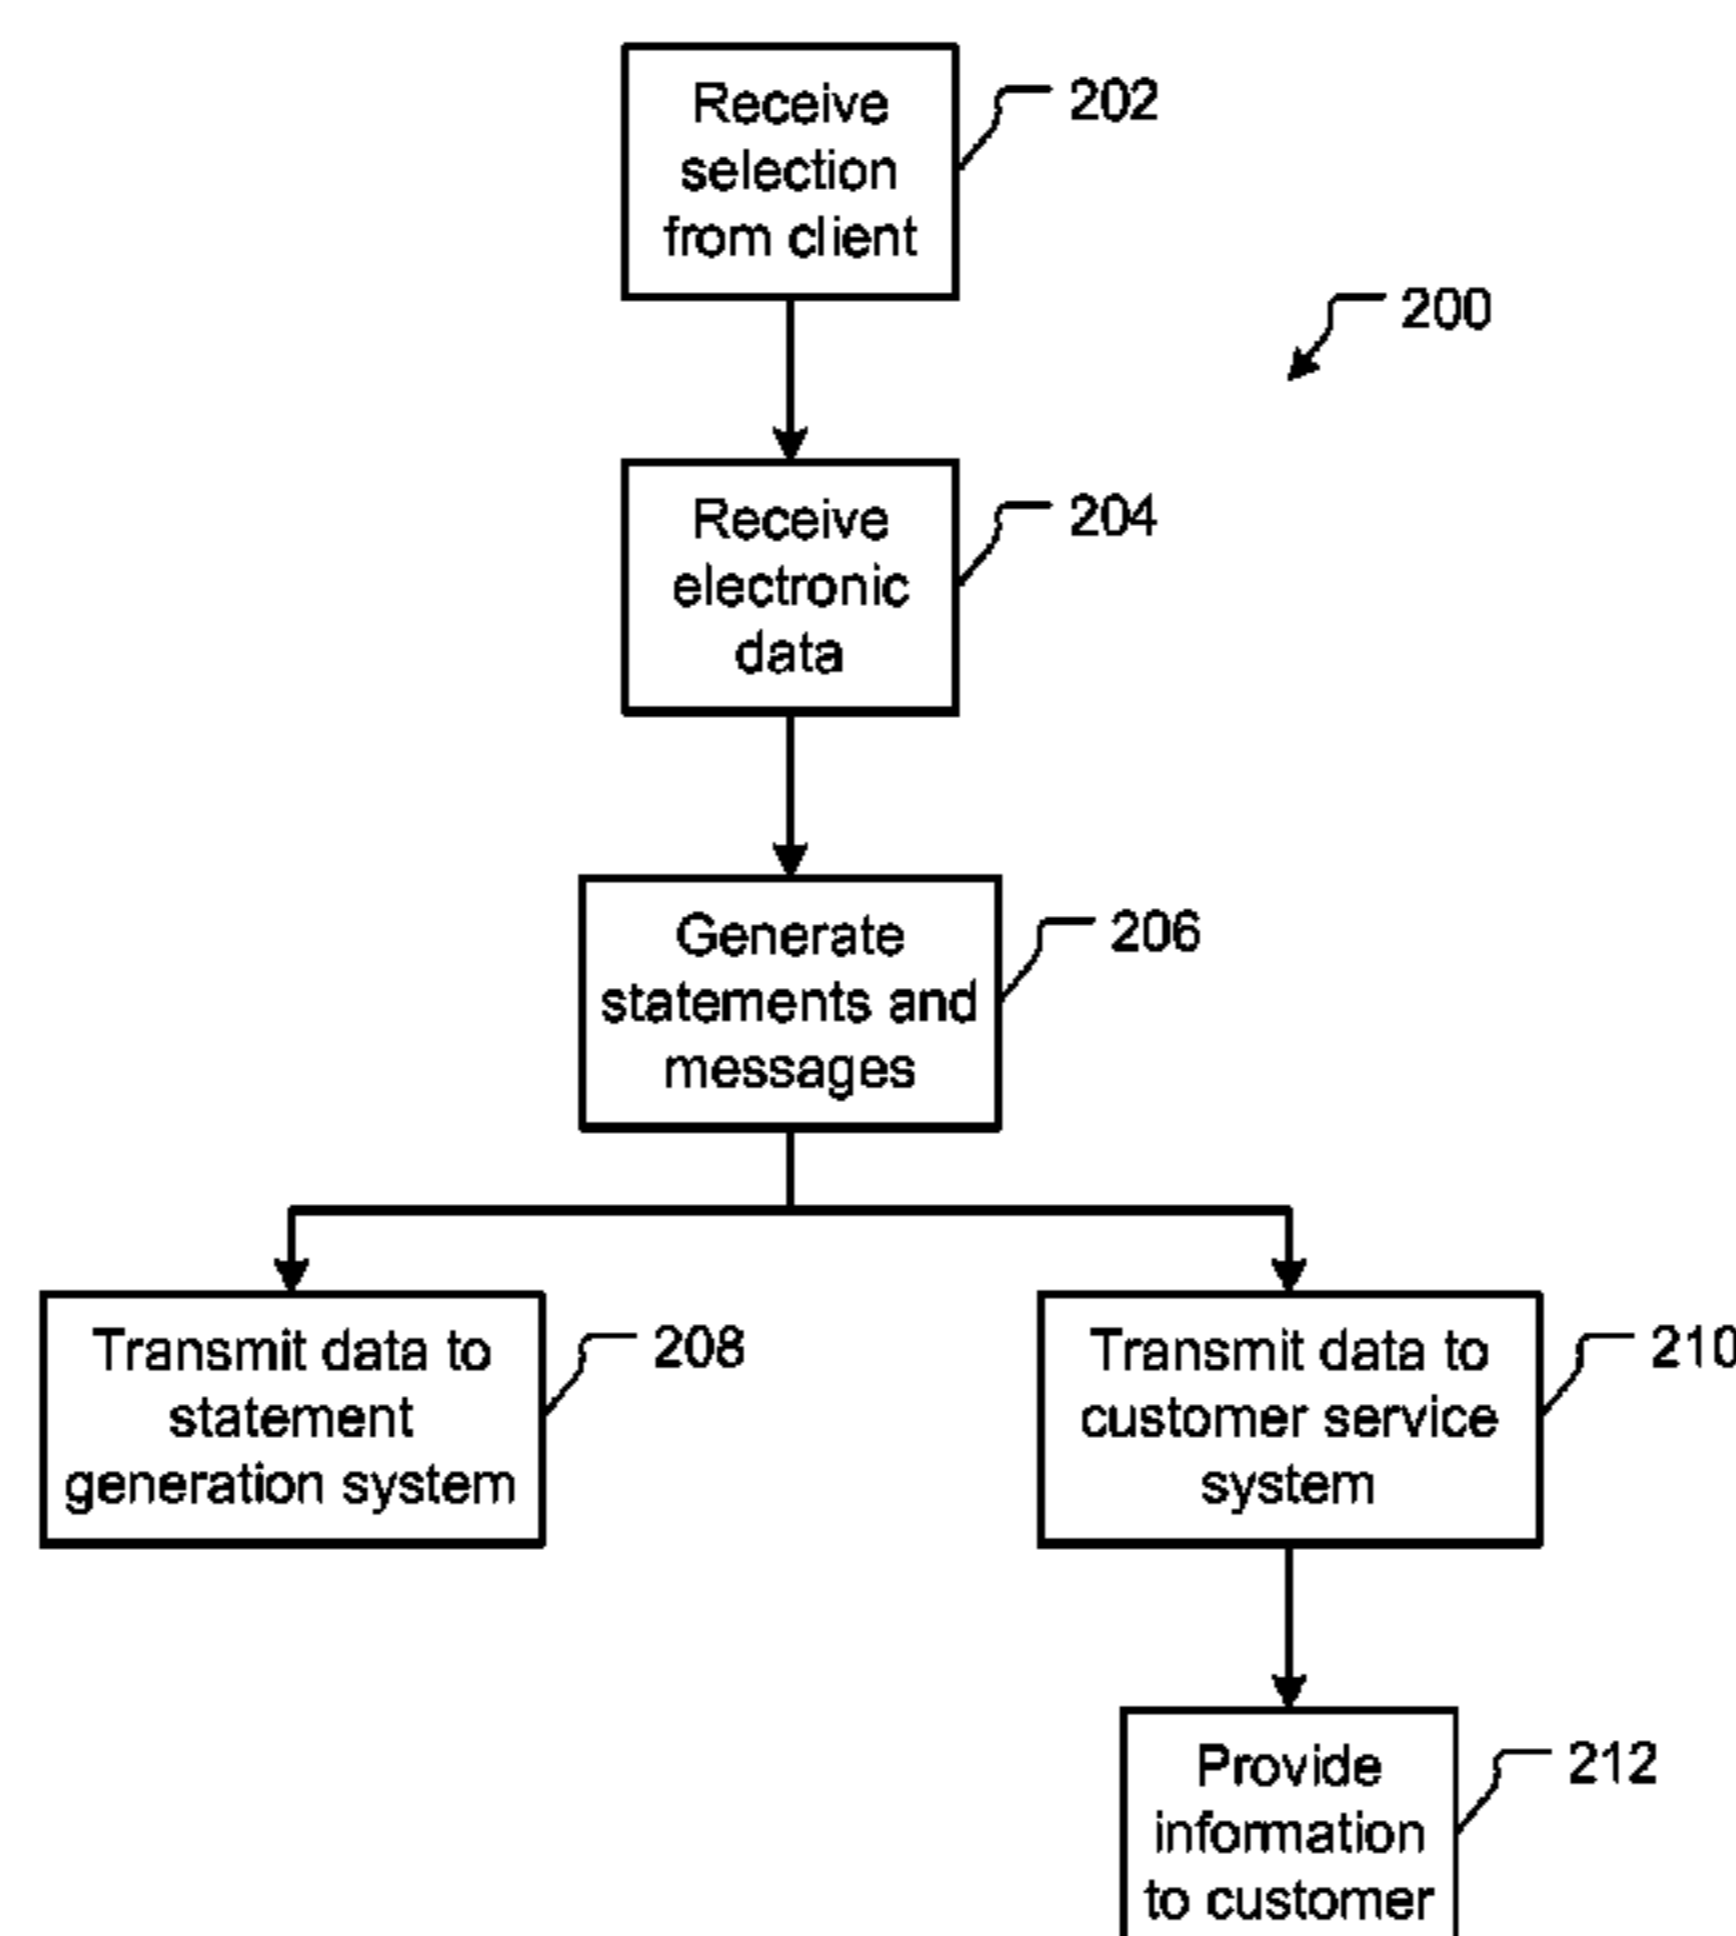 Receive
selection
from client
202
200
Receive
electronic
data
204
Generate
statements and
messages
206
Transmit data to
statement
generation system
208
Transmit data to
customer service
system
210
Provide
information
to customer
212